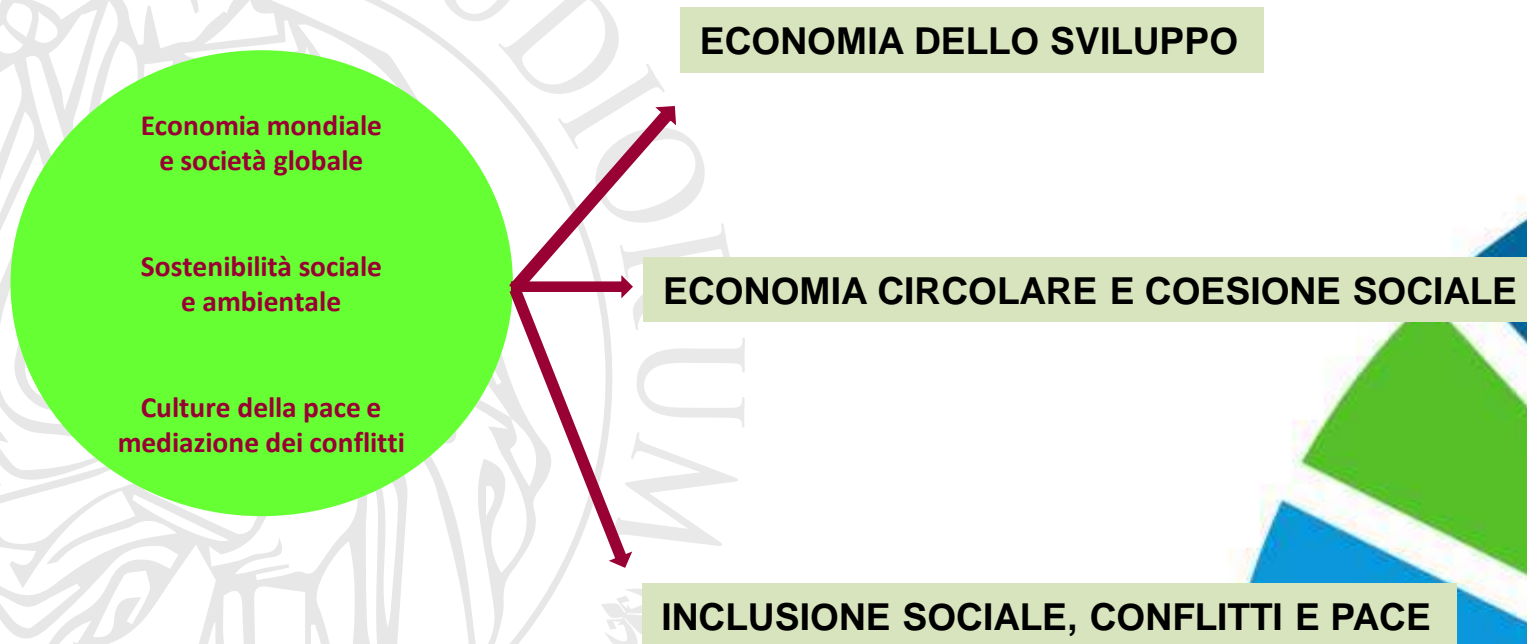 ECONOMIA DELLO SVILUPPO
Economia mondiale
e società globale
Sostenibilità sociale
e ambientale
ECONOMIA CIRCOLARE E COESIONE SOCIALE
Culture della pace e
mediazione dei conflitti
INCLUSIONE SOCIALE, CONFLITTI E PACE
UDIORUM